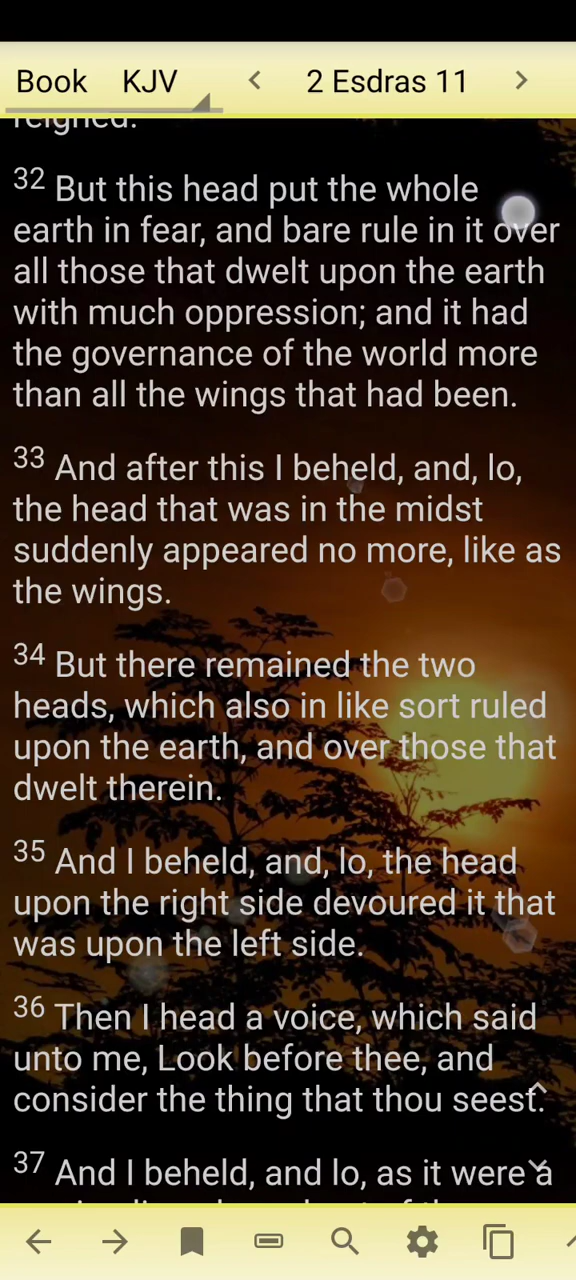 Book KJV 2 Esdras 11
reigned.
32 But this head put the whole
earth in fear, and bare rule in it over
all those that dwelt upon the earth
with much oppression; and it had
the governance of the world more
than all the wings that had been.
33 And after this I beheld, and, lo,
the head that was in the midst
suddenly appeared no more, like as
the wings.
34 But there remained the two
heads, which also in like sort ruled
upon the earth, and over those that
dwelt therein.
35 And I beheld, and, lo, the head
upon the right side devoured it that
was upon the left side.
36 Then I head a voice, which said
unto me, Look before thee, and
consider the thing that thou seest.
37 And I beheld, and lo, as it were a